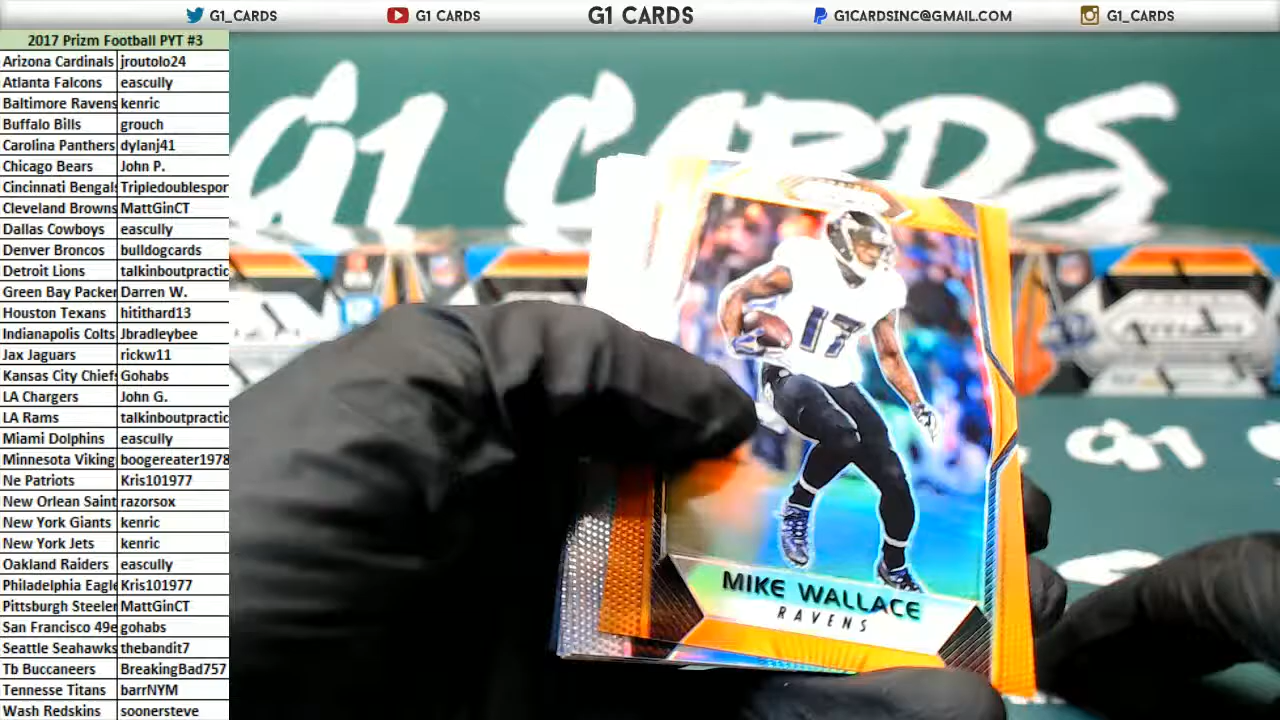 G1_CARDS
G1 CARDS
G1 CARDS
G1CARDSINC@GMAIL.COM
G1_CARDS
2017 Prizm Football PYT #3
Arizona Cardinals jroutolo24
Atlanta Falcons eascully
Baltimore Ravens kenric
Buffalo Bills grouch
Carolina Panthers dylanj41
Chicago Bears John P.
Cincinnati Bengals Tripledoublespor
Cleveland Browns MattGinCT
Dallas Cowboys eascully
Denver Broncos bulldogcards
Detroit Lions talkinboutpractic
Green Bay Packer Darren W.
Houston Texans hitithard13
Indianapolis Colts Jbradleybee
Jax Jaguars rickw11
Kansas City Chiefs Gohabs
LA Chargers John G.
LA Rams talkinboutpractic
Miami Dolphins eascully
Minnesota Viking boogereater1978
Ne Patriots Kris101977
New Orlean Saint razorsox
New York Giants kenric
New York Jets kenric
Oakland Raiders eascully
Philadelphia Eagle Kris101977
Pittsburgh Steeler MattGinCT
San Francisco 49e gohabs
Seattle Seahawks thebandit7
Tb Buccaneers BreakingBad757
Tennesse Titans barrNYM
Wash Redskins soonersteve
G1 CARDS
17
MIKE WALLACE
RAVENS
G1